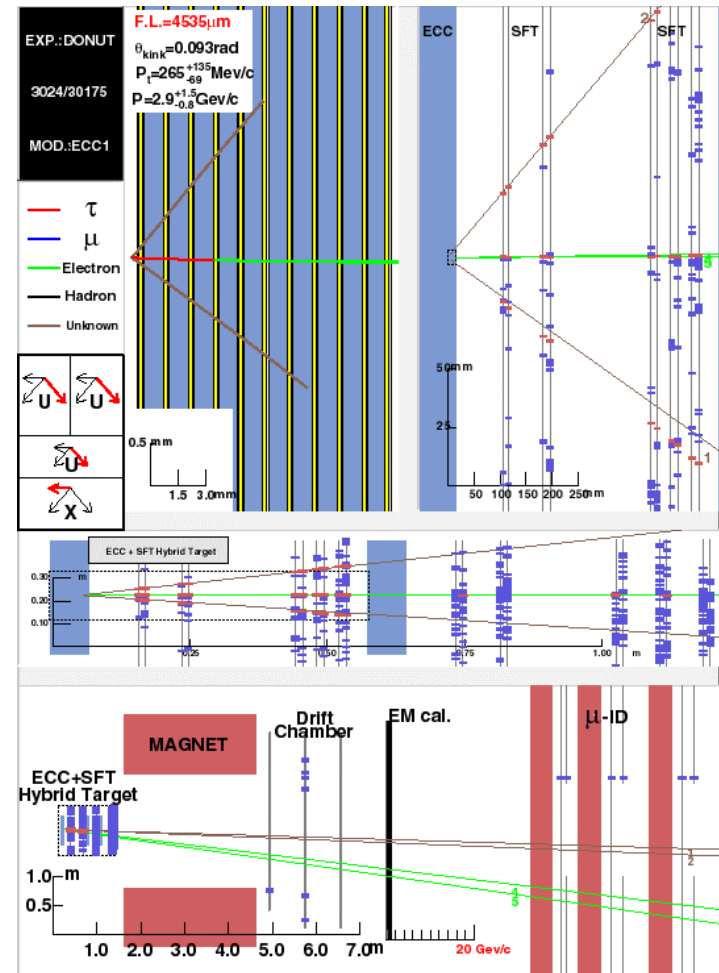 EXP.:DONUT
3024/30175
MOD.:ECC1
F.L.=4535μm
θkink=0.093rad
Pt=265+135-69Mev/c
P=2.9+1.5-0.8Gev/c
τ
μ
Electron
Hadron
Unknown
U
U
U
X
0.5 mm
1.5 3.0mm
ECC
SFT
SFT
2
4
5
1
50mm
25
50 100 150 200 250mm
ECC + SFT Hybrid Target
0.30
m
0.20
0.10
0.25
0.50
0.75
1.00
m
MAGNET
Drift
Chamber
EM cal.
μ-ID
ECC+SFT
Hybrid Target
1
2
4
5
1.0 m
0.5
1.0 2.0 3.0 4.0 5.0 6.0 7.0m
20 Gev/c